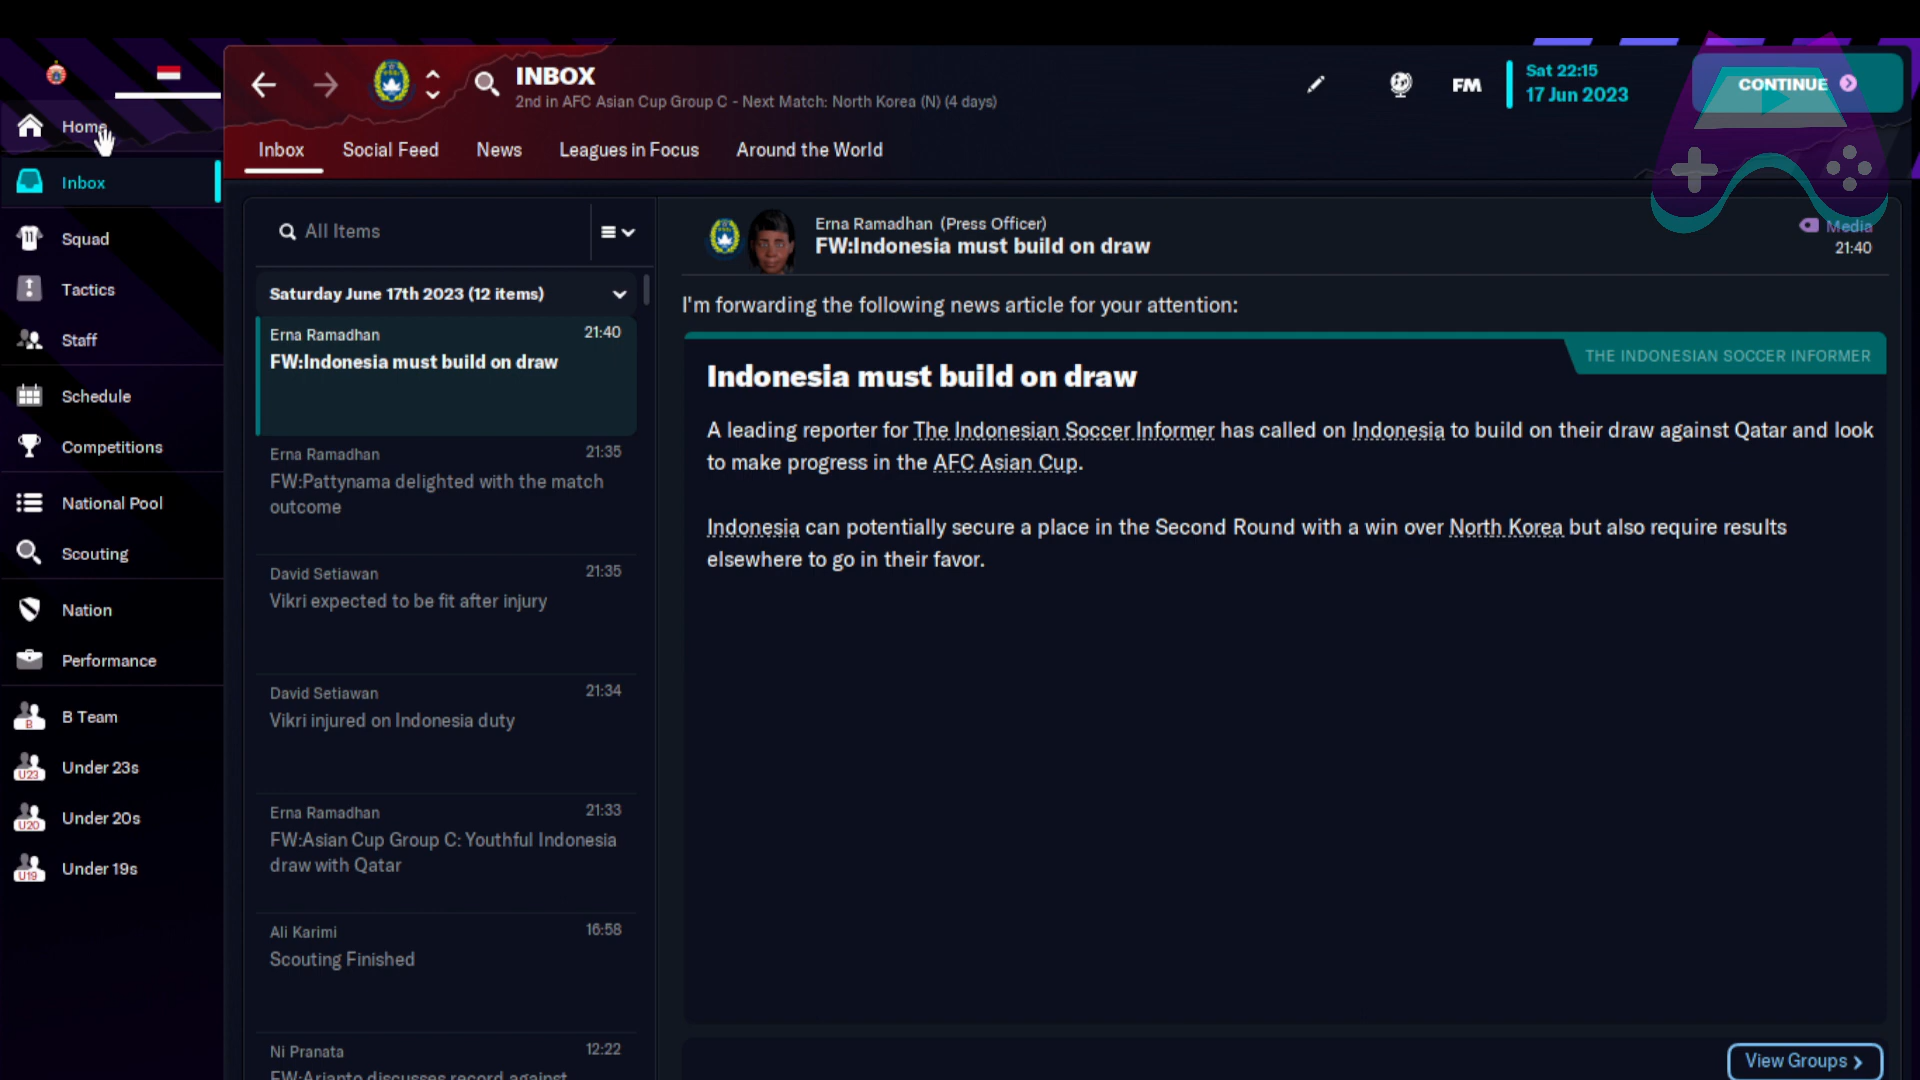 INBOX
2nd in AFC Asian Cup Group C - Next Match: North Korea (N) (4 days)
FM
Sat 22:15
17 Jun 2023
CONTINUE
Home
Inbox
Squad
Tactics
Staff
Schedule
Competitions
National Pool
Scouting
Nation
Performance
B
B Team
U23
Under 23s
U20
Under 20s
U19
Under 19s
Inbox
Social Feed
News
Leagues in Focus
Around the World
All Items
Saturday June 17th 2023 (12 items)
Erna Ramadhan 21:40
FW:Indonesia must build on draw
Erna Ramadhan 21:35
FW:Pattynama delighted with the match
outcome
David Setiawan 21:35
Vikri expected to be fit after injury
David Setiawan 21:34
Vikri injured on Indonesia duty
Erna Ramadhan 21:33
FW:Asian Cup Group C: Youthful Indonesia
draw with Qatar
Ali Karimi 16:58
Scouting Finished
Ni Pranata 12:22
FW:Arianto discusses record against
Erna Ramadhan (Press Officer)
FW:Indonesia must build on draw
Media
21:40
I'm forwarding the following news article for your attention:
THE INDONESIAN SOCCER INFORMER
Indonesia must build on draw
A leading reporter for The Indonesian Soccer Informer has called on Indonesia to build on their draw against Qatar and look
to make progress in the AFC Asian Cup.
Indonesia can potentially secure a place in the Second Round with a win over North Korea but also require results
elsewhere to go in their favor.
View Groups